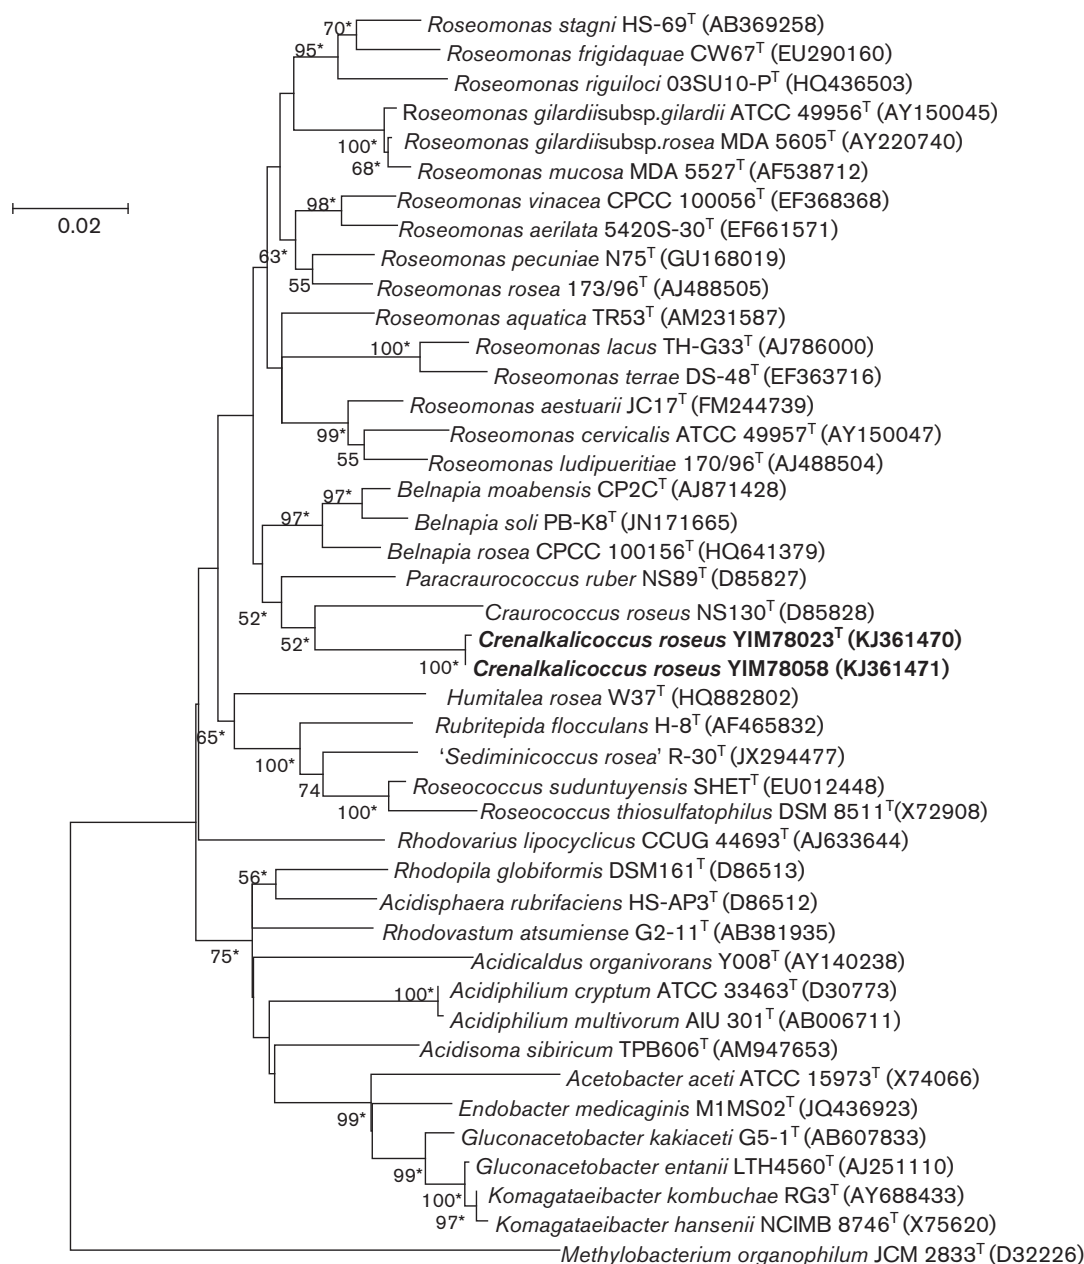 70*
Roseomonas stagni HS-69T (AB369258)
95*
Roseomonas frigidaquae CW67T (EU290160)
Roseomonas riguiloci 03SU10-PT (HQ436503)
Roseomonas gilardiisubsp.gilardii ATCC 49956T (AY150045)
100*
Roseomonas gilardiisubsp.rosea MDA 5605T (AY220740)
68*
Roseomonas mucosa MDA 5527T (AF538712)
98*
Roseomonas vinacea CPCC 100056T (EF368368)
0.02
Roseomonas aerilata 5420S-30T (EF661571)
63*
Roseomonas pecuniae N75T (GU168019)
55
Roseomonas rosea 173/96T (AJ488505)
Roseomonas aquatica TR53T (AM231587)
100*
Roseomonas lacus TH-G33T (AJ786000)
Roseomonas terrae DS-48T (EF363716)
Roseomonas aestuarii JC17T (FM244739)
99*
Roseomonas cervicalis ATCC 49957T (AY150047)
55
Roseomonas ludipueritiae 170/96T (AJ488504)
97*
Belnapia moabensis CP2CT (AJ871428)
97*
Belnapia soli PB-K8T (JN171665)
Belnapia rosea CPCC 100156T (HQ641379)
Paracraurococcus ruber NS89T (D85827)
52*
Craurococcus roseus NS130T (D85828)
52*
Crenalkalicoccus roseus YIM78023T (KJ361470)
100*
Crenalkalicoccus roseus YIM78058 (KJ361471)
Humitalea rosea W37T (HQ882802)
65*
Rubritepida flocculans H-8T (AF465832)
100*
‘Sediminicoccus rosea’ R-30T (JX294477)
74
Roseococcus suduntuyensis SHETT (EU012448)
100*
Roseococcus thiosulfatophilus DSM 8511T(X72908)
Rhodovarius lipocyclicus CCUG 44693T (AJ633644)
56*
Rhodopila globiformis DSM161T (D86513)
Acidisphaera rubrifaciens HS-AP3T (D86512)
Rhodovastum atsumiense G2-11T (AB381935)
75*
Acidicaldus organivorans Y008T (AY140238)
100*
Acidiphilium cryptum ATCC 33463T (D30773)
Acidiphilium multivorum AIU 301T (AB006711)
Acidisoma sibiricum TPB606T (AM947653)
Acetobacter aceti ATCC 15973T (X74066)
99*
Endobacter medicaginis M1MS02T (JQ436923)
Gluconacetobacter kakiaceti G5-1T (AB607833)
99*
Gluconacetobacter entanii LTH4560T (AJ251110)
100*
Komagataeibacter kombuchae RG3T (AY688433)
97*
Komagataeibacter hansenii NCIMB 8746T (X75620)
Methylobacterium organophilum JCM 2833T (D32226)